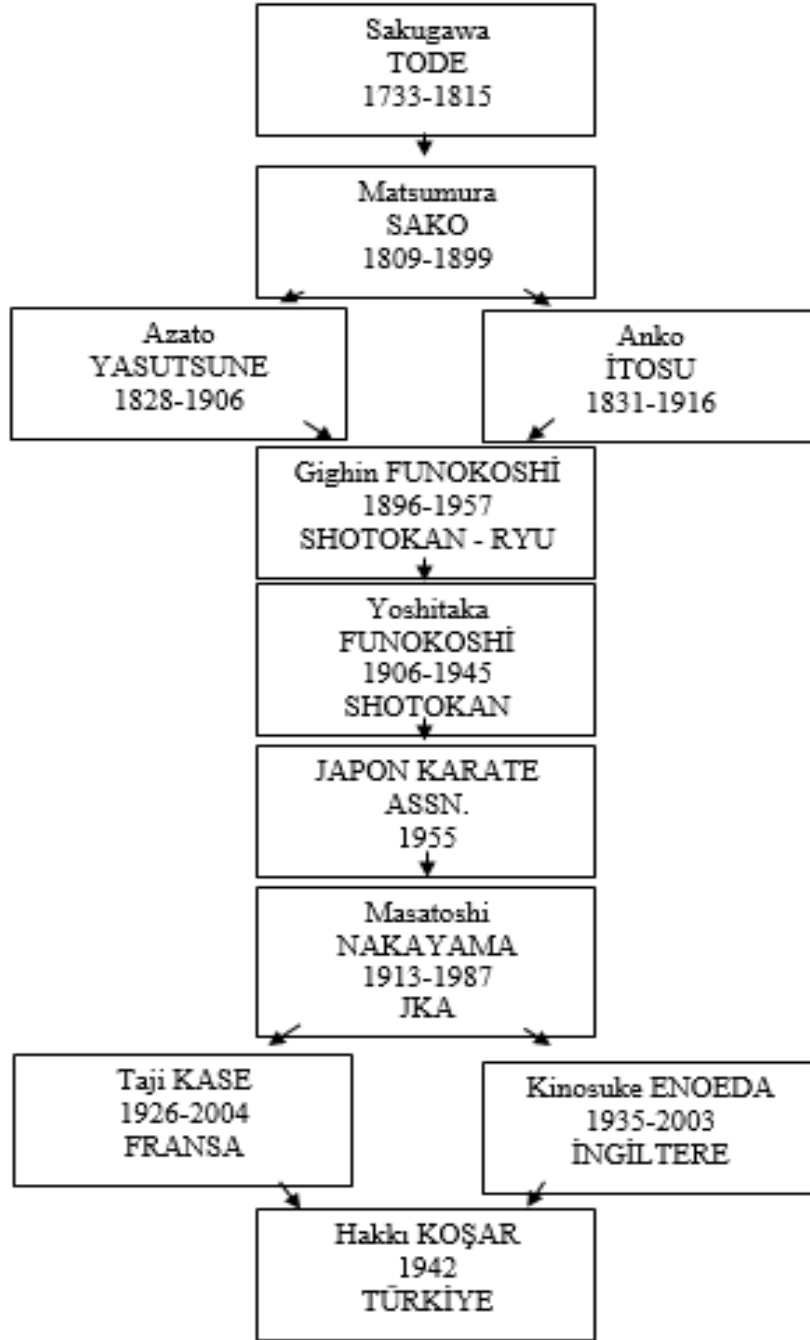 Sakugawa
TODE
1733-1815
Matsumura
SAKO
1809-1899
Azato
YASUTSUNE
1828-1906
Anko
İTOSU
1831-1916
Gighin FUNOKOSHİ
1896-1957
SHOTOKAN - RYU
Yoshitaka
FUNOKOSHİ
1906-1945
SHOTOKAN
JAPON KARATE
ASSN.
1955
Masatoshi
NAKAYAMA
1913-1987
JKA
Taji KASE
1926-2004
FRANSA
Kinosuke ENOEDA
1935-2003
İNGİLTERE
Hakkı KOŞAR
1942
TÜRKİYE